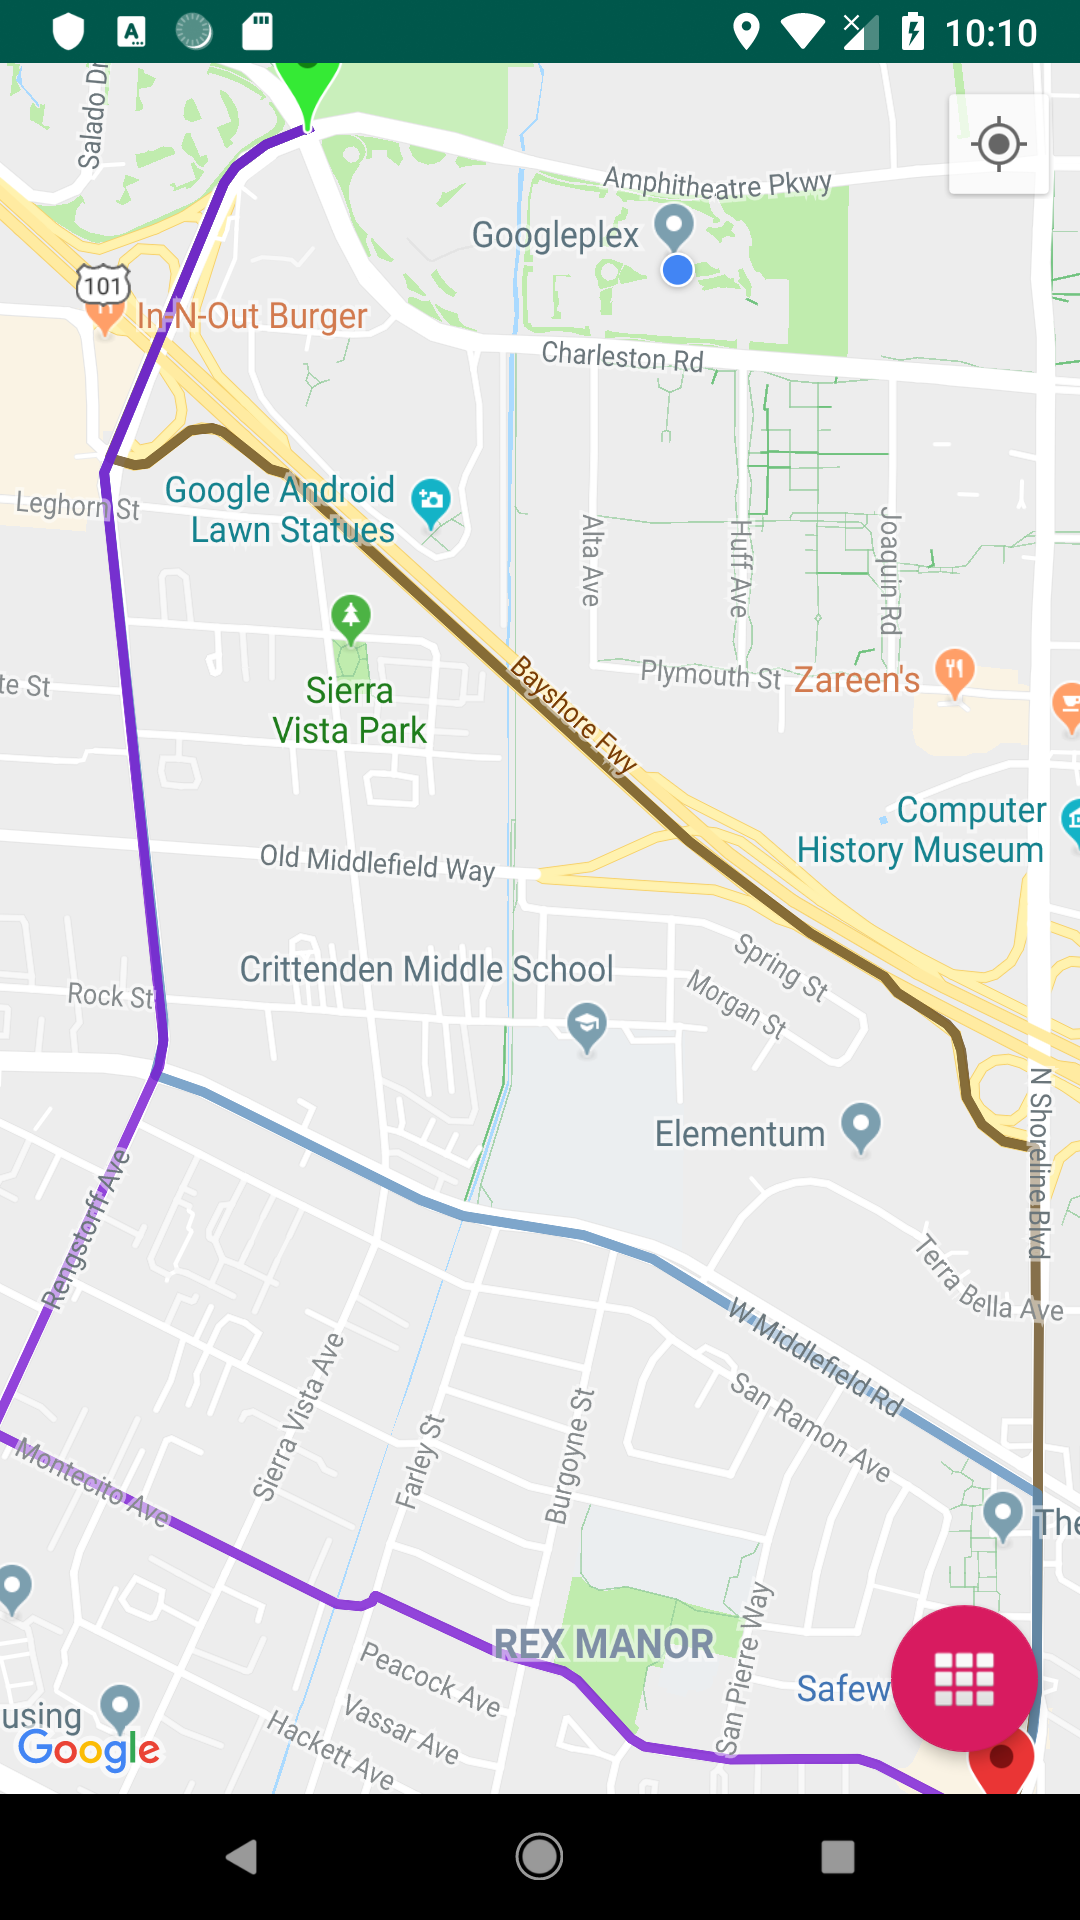 10:10
Salado Dr
Amphitheatre Pkwy
Googleplex
101
In-N-Out Burger
Charleston Rd
Google Android
Lawn Statues
Leghorn St
Alta Ave
Huff Ave
Joaquin Rd
Sierra
Vista Park
te St
Bayshore Fwy
Plymouth St
Zareen's
Computer
History Museum
Old Middlefield Way
Crittenden Middle School
Spring St
Morgan St
Rock St
Elementum
N Shoreline Blvd
Rengstorff Ave
Terra Bella Ave
W Middlefield Rd
San Ramon Ave
Sierra Vista Ave
Farley St
Burgoyne St
Montecito Ave
The
REX MANOR
San Pierre Way
Peacock Ave
Safew
Vassar Ave
using
Hackett Ave
Google